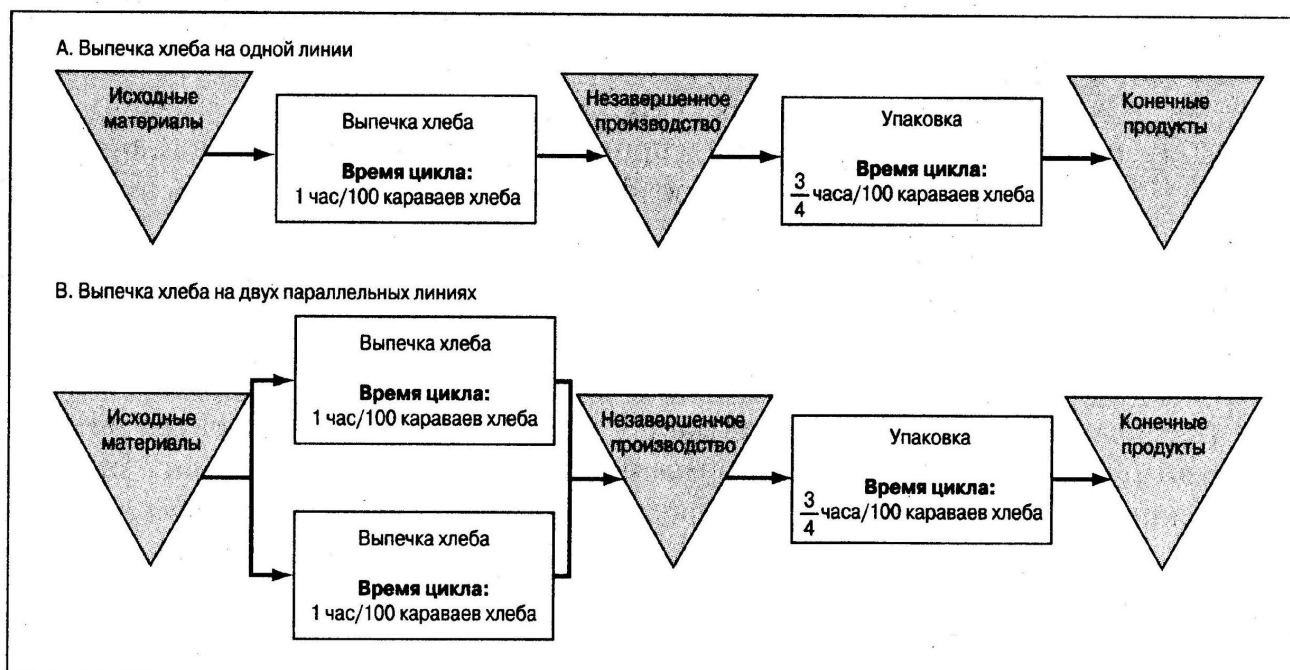 А. Выпечка хлеба на одной линии
Исходные
материалы
Выпечка хлеба
Время цикла:
1 час/100 караваев хлеба
Незавершенное
производство
Упаковка
Время цикла:
3/4 часа/100 караваев хлеба
Конечные
продукты
В. Выпечка хлеба на двух параллельных линиях
Исходные
материалы
Выпечка хлеба
Время цикла:
1 час/100 караваев хлеба
Выпечка хлеба
Время цикла:
1 час/100 караваев хлеба
Незавершенное
производство
Упаковка
Время цикла:
3/4 часа/100 караваев хлеба
Конечные
продукты